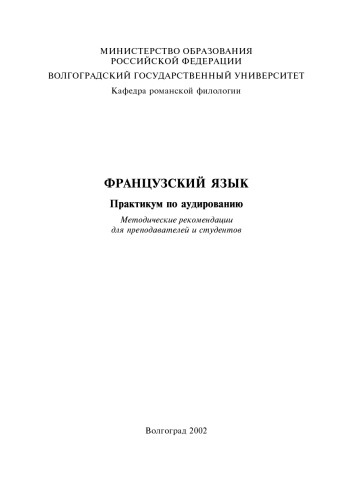 МИНИСТЕРСТВО ОБРАЗОВАНИЯ
РОССИЙСКОЙ ФЕДЕРАЦИИ
ВОЛГОГРАДСКИЙ ГОСУДАРСТВЕННЫЙ УНИВЕРСИТЕТ
Кафедра романской филологии
ФРАНЦУЗСКИЙ ЯЗЫК
Практикум по аудированию
Методические рекомендации
для преподавателей и студентов
Волгоград 2002